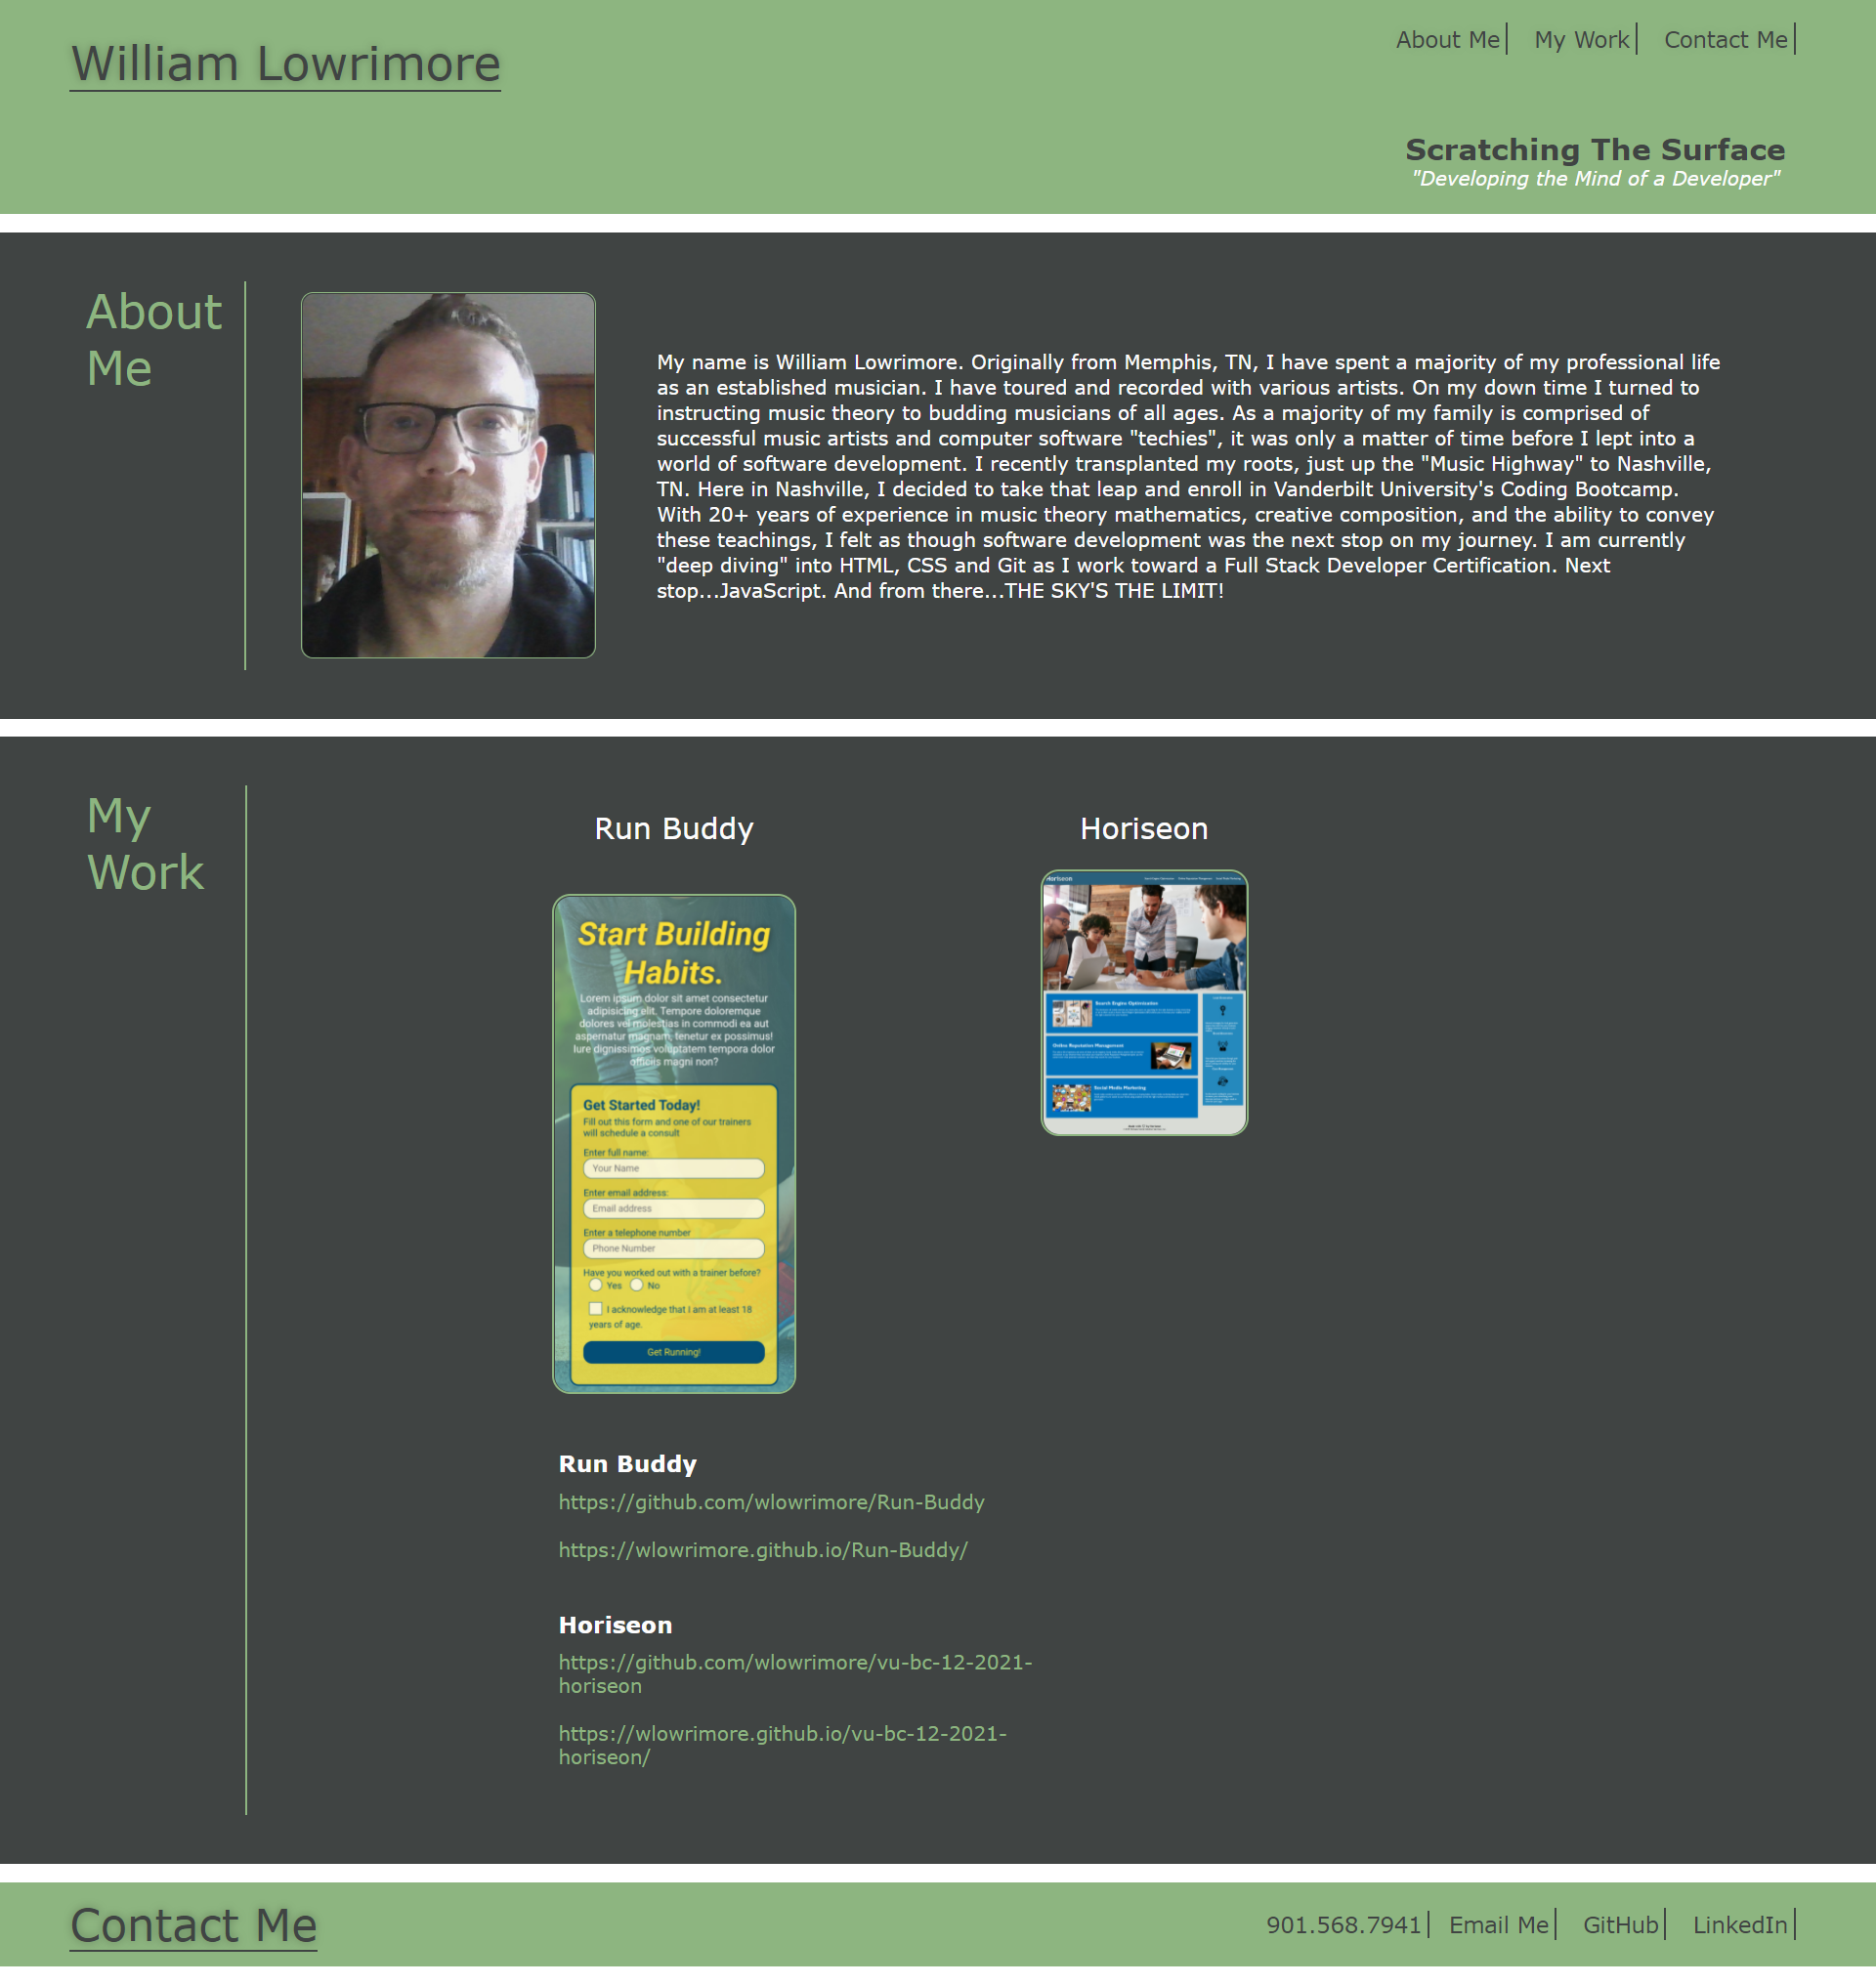 William Lowrimore
About Me
My Work
Contact Me
Scratching The Surface
"Developing the Mind of a Developer"
About
Me
My name is William Lowrimore. Originally from Memphis, TN, I have spent a majority of my professional life
as an established musician. I have toured and recorded with various artists. On my down time I turned to
instructing music theory to budding musicians of all ages. As a majority of my family is comprised of
successful music artists and computer software "techies", it was only a matter of time before I lept into a
world of software development. I recently transplanted my roots, just up the "Music Highway" to Nashville,
TN. Here in Nashville, I decided to take that leap and enroll in Vanderbilt University's Coding Bootcamp.
With 20+ years of experience in music theory mathematics, creative composition, and the ability to convey
these teachings, I felt as though software development was the next stop on my journey. I am currently
"deep diving" into HTML, CSS and Git as I work toward a Full Stack Developer Certification. Next
stop...JavaScript. And from there...THE SKY'S THE LIMIT!
My
Work
Run Buddy
Start Building
Habits.
Lorem ipsum dolor sit amet consectetur
adipisicing elit. Tempore doloremque
dolores vel molestias in commodi ea aut
aspernatur magnam, fenetur ex possimus!
Iure dignissimos voluptatem tempora dolor
officiis magni non?
Get Started Today!
Fill out this form and one of our trainers
will schedule a consult
Enter full name:
Your Name
Enter email address:
Email address
Enter a telephone number
Phone Number
Have you worked out with a trainer before?
Yes No
I acknowledge that I am at least 18
years of age.
Get Running!
Horiseon
Horiseon
Search Engine Optimization
Online Reputation Management
Social Media Marketing
Run Buddy
https://github.com/wlowrimore/Run-Buddy
https://wlowrimore.github.io/Run-Buddy/
Horiseon
https://github.com/wlowrimore/vu-bc-12-2021-
horiseon
https://wlowrimore.github.io/vu-bc-12-2021-
horiseon/
Contact Me
901.568.7941
Email Me
GitHub
LinkedIn